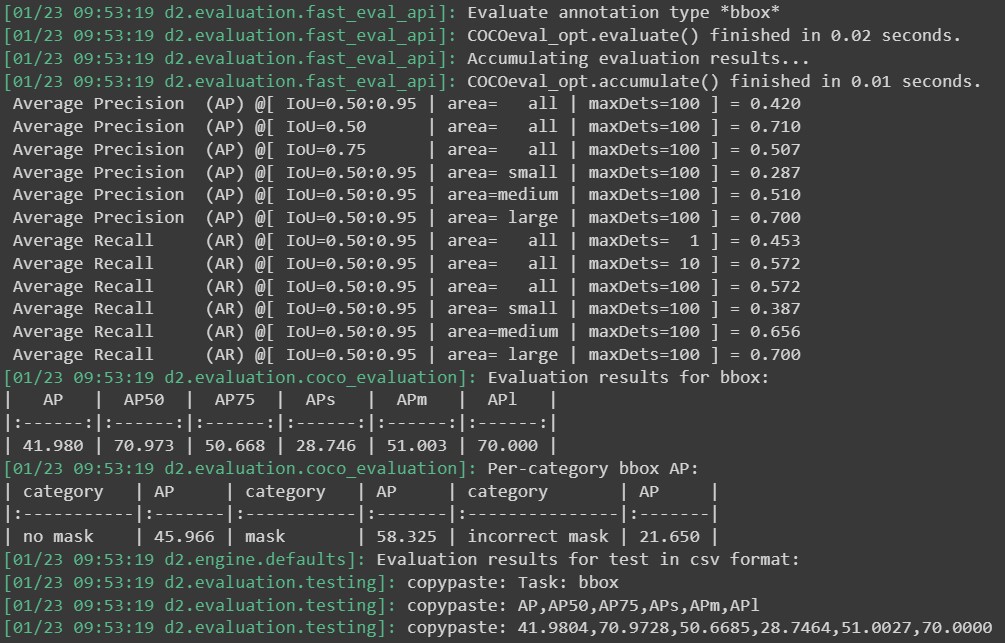 [01/23 09:53:19 d2.evaluation.fast_eval_api]: Evaluate annotation type *bbox*
[01/23 09:53:19 d2.evaluation.fast_eval_api]: COCOeval_opt.evaluate() finished in 0.02 seconds.
[01/23 09:53:19 d2.evaluation.fast_eval_api]: Accumulating evaluation results...
[01/23 09:53:19 d2.evaluation.fast_eval_api]: COCOeval_opt.accumulate() finished in 0.01 seconds.
 Average Precision  (AP) @[ IoU=0.50:0.95 | area=   all | maxDets=100 ] = 0.420
 Average Precision  (AP) @[ IoU=0.50      | area=   all | maxDets=100 ] = 0.710
 Average Precision  (AP) @[ IoU=0.75      | area=   all | maxDets=100 ] = 0.507
 Average Precision  (AP) @[ IoU=0.50:0.95 | area= small | maxDets=100 ] = 0.287
 Average Precision  (AP) @[ IoU=0.50:0.95 | area=medium | maxDets=100 ] = 0.510
 Average Precision  (AP) @[ IoU=0.50:0.95 | area= large | maxDets=100 ] = 0.700
 Average Recall     (AR) @[ IoU=0.50:0.95 | area=   all | maxDets=  1 ] = 0.453
 Average Recall     (AR) @[ IoU=0.50:0.95 | area=   all | maxDets= 10 ] = 0.572
 Average Recall     (AR) @[ IoU=0.50:0.95 | area=   all | maxDets=100 ] = 0.572
 Average Recall     (AR) @[ IoU=0.50:0.95 | area= small | maxDets=100 ] = 0.387
 Average Recall     (AR) @[ IoU=0.50:0.95 | area=medium | maxDets=100 ] = 0.656
 Average Recall     (AR) @[ IoU=0.50:0.95 | area= large | maxDets=100 ] = 0.700
[01/23 09:53:19 d2.evaluation.coco_evaluation]: Evaluation results for bbox:
|   AP   |  AP50  |  AP75  |  APs   |  APm   |  APl   |
|:------:|:------:|:------:|:------:|:------:|:------:|
| 41.980 | 70.973 | 50.668 | 28.746 | 51.003 | 70.000 |
[01/23 09:53:19 d2.evaluation.coco_evaluation]: Per-category bbox AP:
| category   | AP     | category   | AP     | category       | AP     |
|:-----------|:-------|:-----------|:-------|:---------------|:-------|
| no mask    | 45.966 | mask       | 58.325 | incorrect mask | 21.650 |
[01/23 09:53:19 d2.engine.defaults]: Evaluation results for test in csv format:
[01/23 09:53:19 d2.evaluation.testing]: copypaste: Task: bbox
[01/23 09:53:19 d2.evaluation.testing]: copypaste: AP,AP50,AP75,APs,APm,APl
[01/23 09:53:19 d2.evaluation.testing]: copypaste: 41.9804,70.9728,50.6685,28.7464,51.0027,70.0000